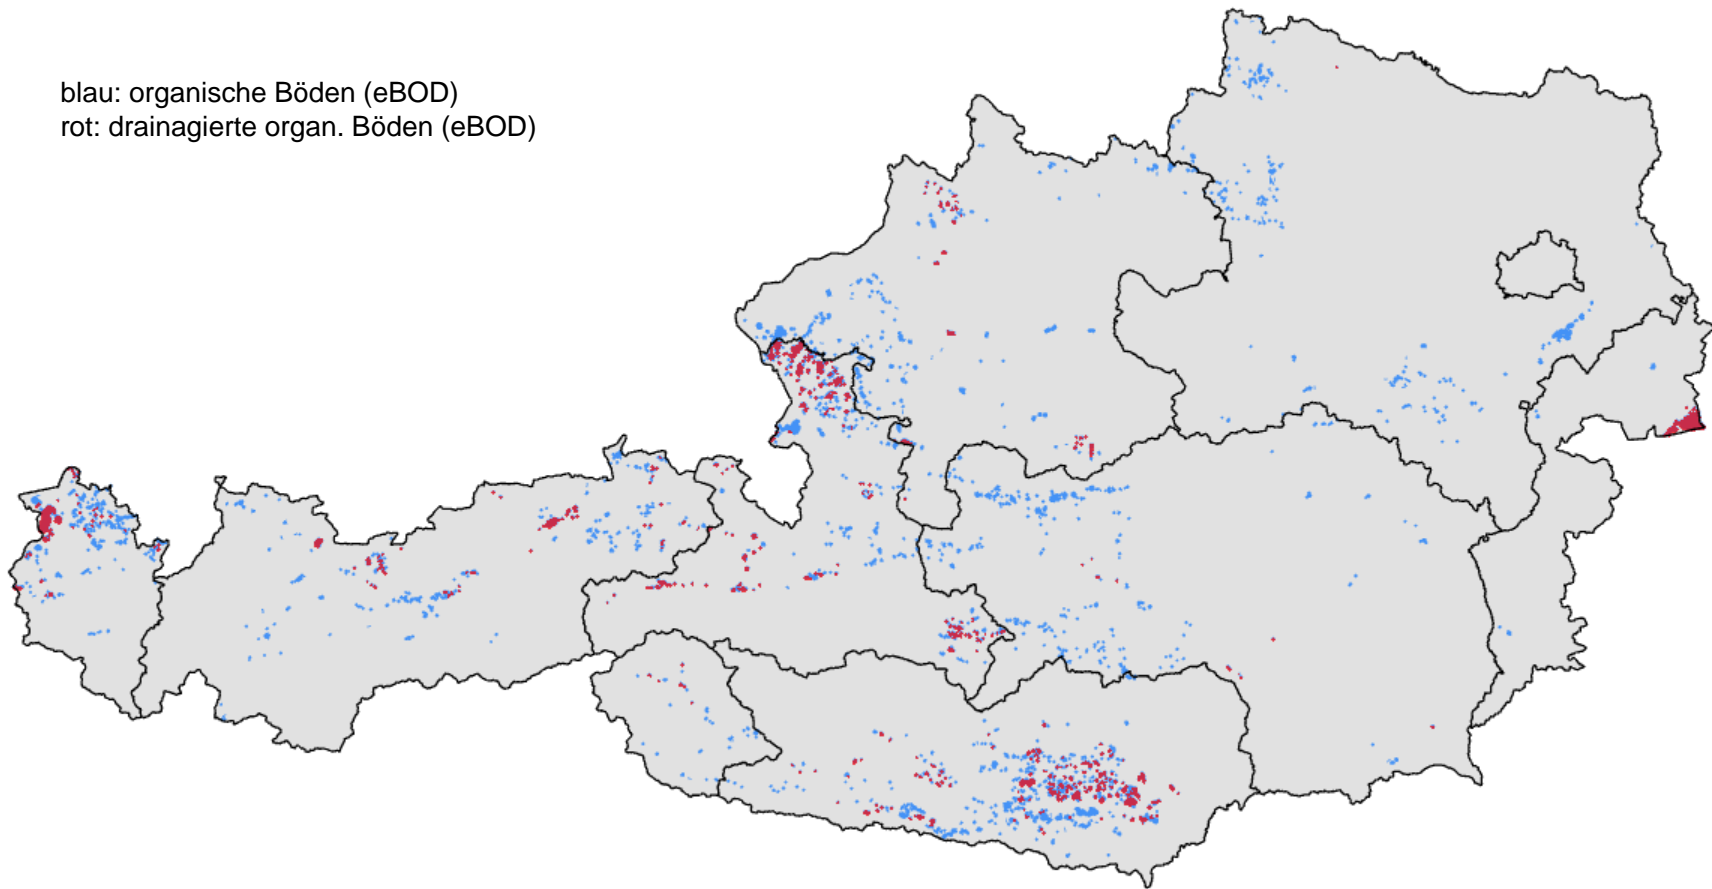 blau: organische Böden (eBOD)
rot: drainagierte organ. Böden (eBOD)